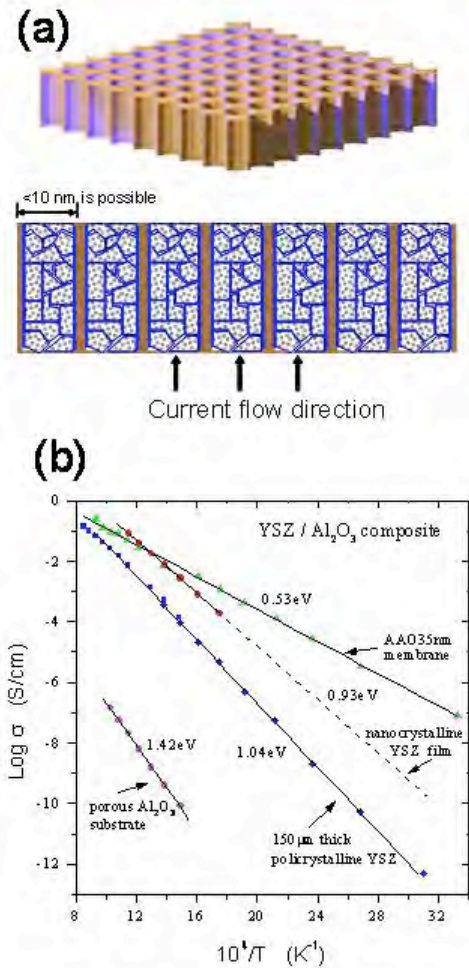 (a)
<10 nm is possible
Current flow direction
(b)
YSZ / Al₂O₃ composite
0.53eV
AAO35nm
membrane
0.93eV
nanocrystalline
YSZ film
1.42eV
1.04eV
porous Al₂O₃
substrate
150μm thick
policrystalline YSZ
Log σ (S/cm)
0
-2
-4
-6
-8
-10
-12
8 12 16 20 24 28 32
10⁴/T (K⁻¹)